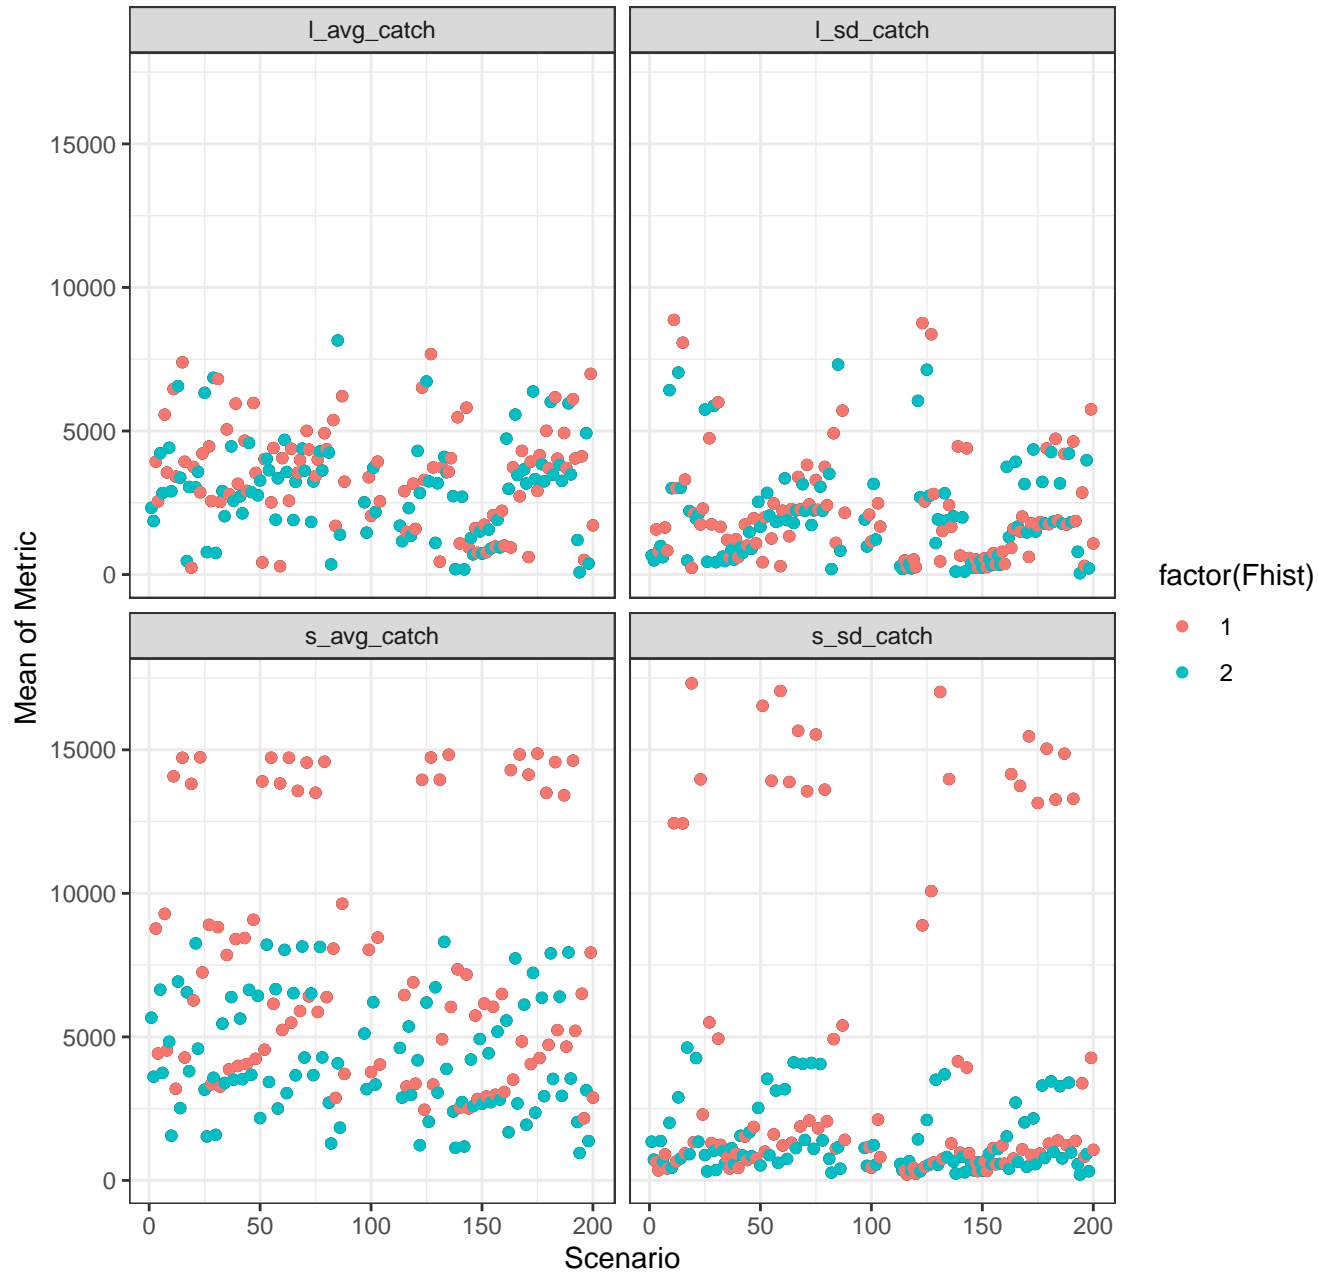 l_avg_catch
l_sd_catch
15000
10000
5000
0
s_avg_catch
s_sd_catch
15000
10000
5000
0
0 50 100 150 200
0 50 100 150 200
Scenario
Mean of Metric
factor(Fhist)
1
2